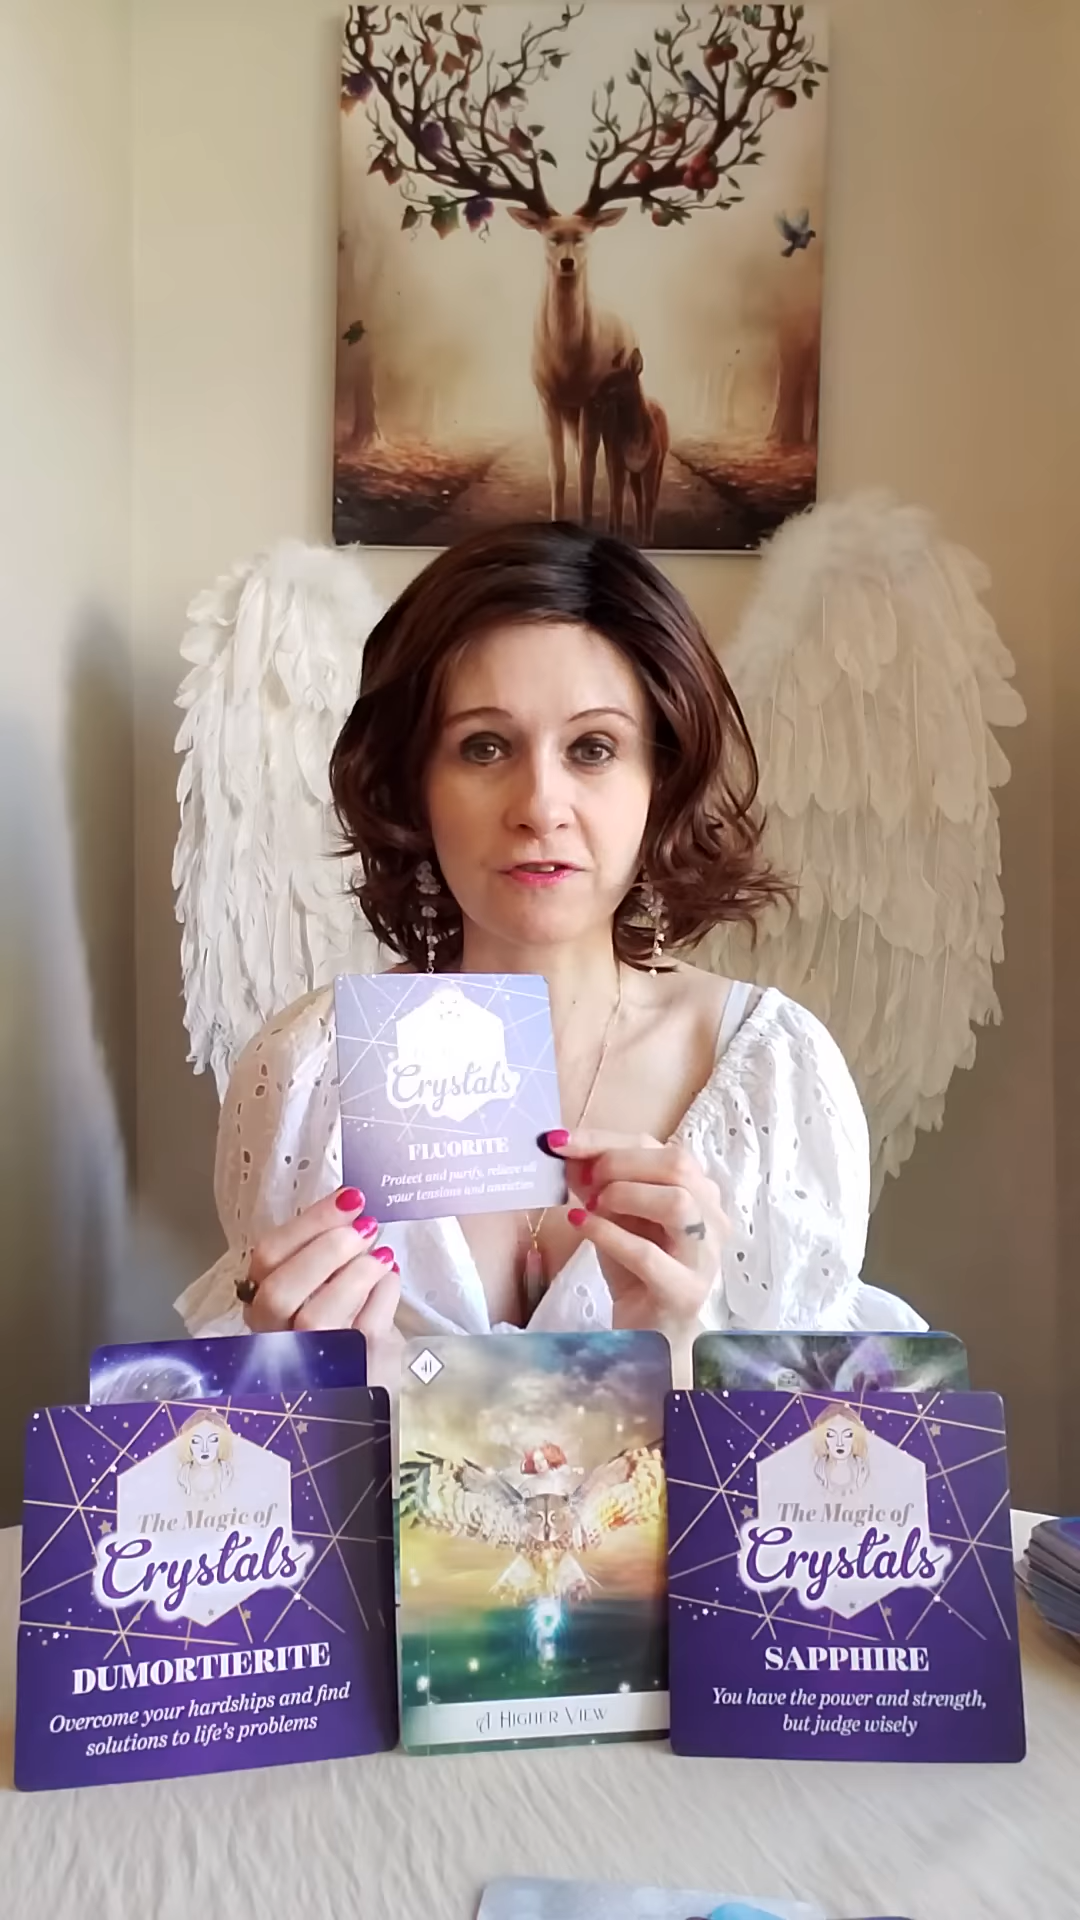 Crystals
FLUORITE
Protect and purify, relieve all
your tensions and anxieties
41
The Magic of
Crystals
DUMORTIERITE
Overcome your hardships and find
solutions to life's problems
A HIGHER VIEW
The Magic of
Crystals
SAPPHIRE
You have the power and strength,
but judge wisely